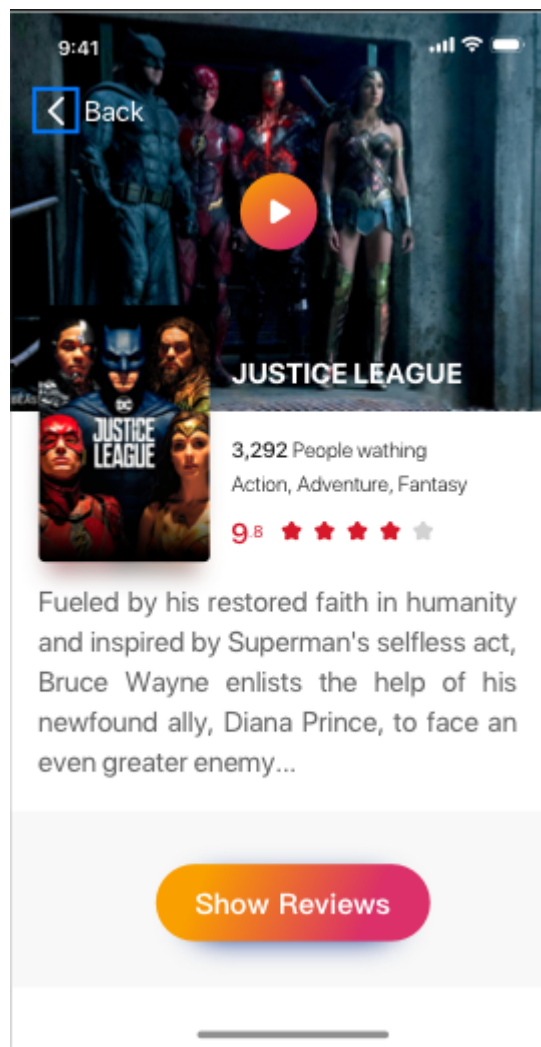 9:41
Back
JUSTICE LEAGUE
DC
JUSTICE
LEAGUE
3,292 People wathing
Action, Adventure, Fantasy
9.8
Fueled by his restored faith in humanity
and inspired by Superman's selfless act,
Bruce Wayne enlists the help of his
newfound ally, Diana Prince, to face an
even greater enemy...
Show Reviews